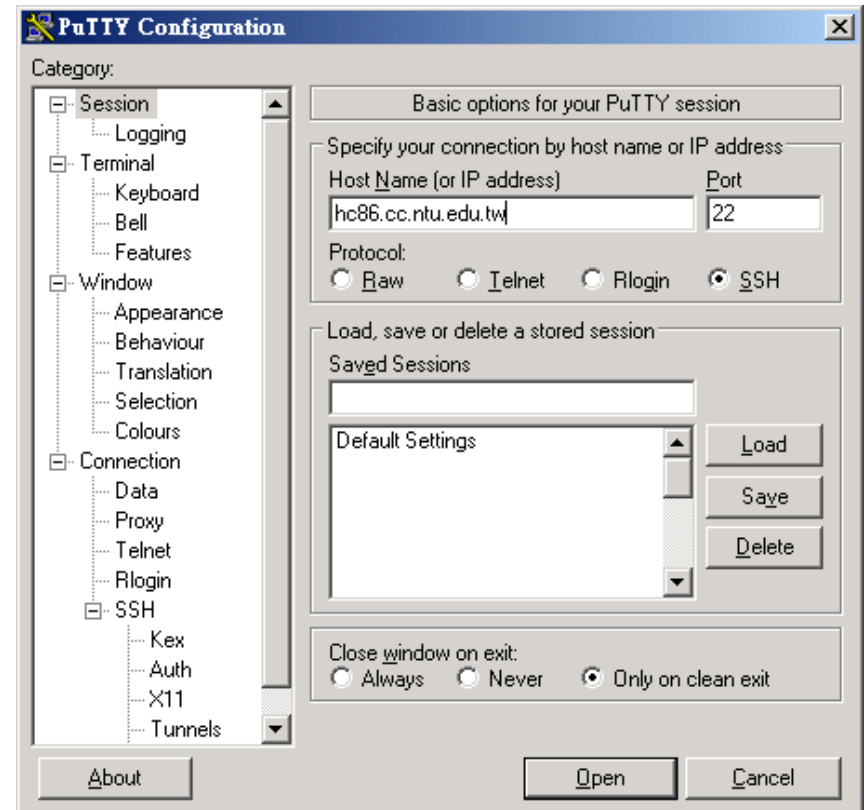 PuTTY Configuration
Category:
Session
Logging
Terminal
Keyboard
Bell
Features
Window
Appearance
Behaviour
Translation
Selection
Colours
Connection
Data
Proxy
Telnet
Rlogin
SSH
Kex
Auth
X11
Tunnels
Basic options for your PuTTY session
Specify your connection by host name or IP address
Host Name (or IP address) Port
hc86.cc.ntu.edu.tw 22
Protocol:
Raw Telnet Rlogin SSH
Load, save or delete a stored session
Saved Sessions
Default Settings
Load
Save
Delete
Close window on exit:
Always Never Only on clean exit
About Open Cancel